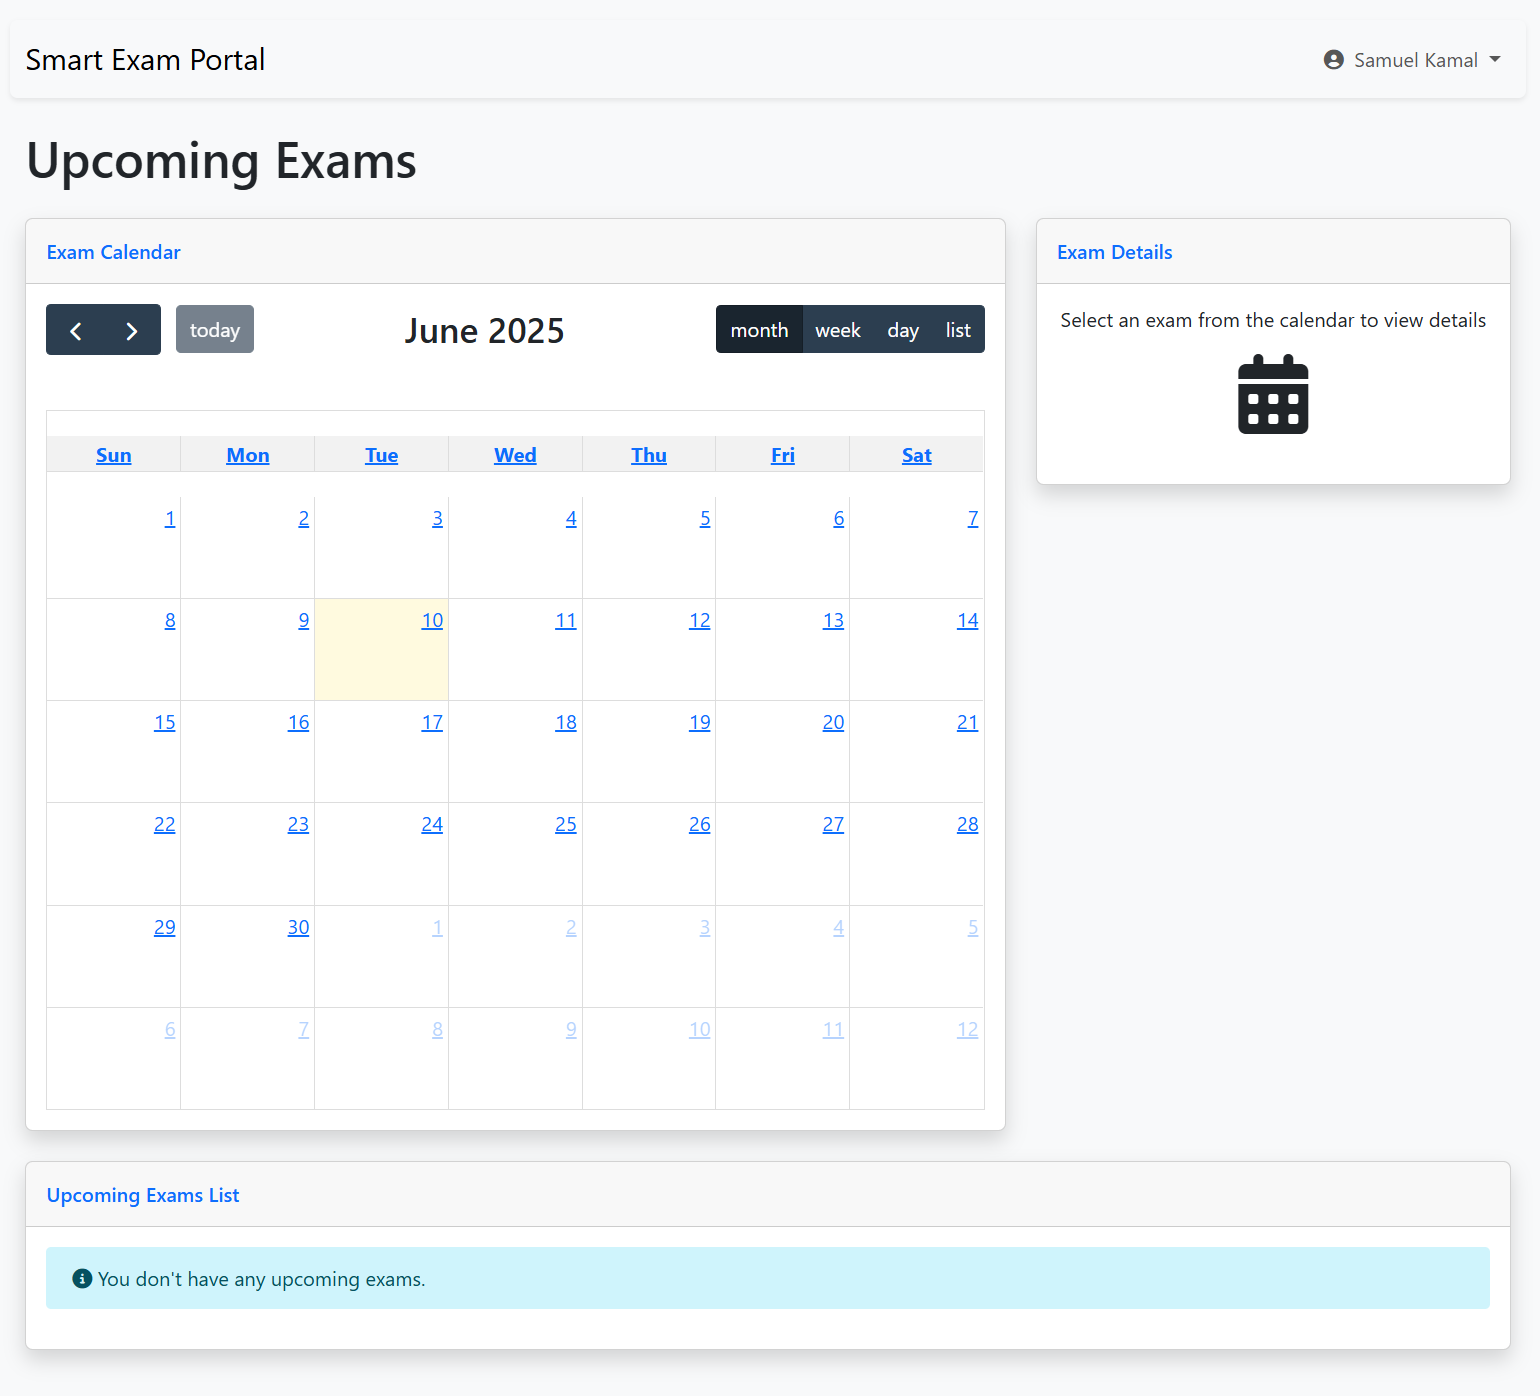 Smart Exam Portal
Samuel Kamal
Upcoming Exams
Exam Calendar
today
June 2025
month week day list
Sun Mon Tue Wed Thu Fri Sat
1 2 3 4 5 6 7
8 9 10 11 12 13 14
15 16 17 18 19 20 21
22 23 24 25 26 27 28
29 30 1 2 3 4 5
6 7 8 9 10 11 12
Exam Details
Select an exam from the calendar to view details
Upcoming Exams List
You don't have any upcoming exams.